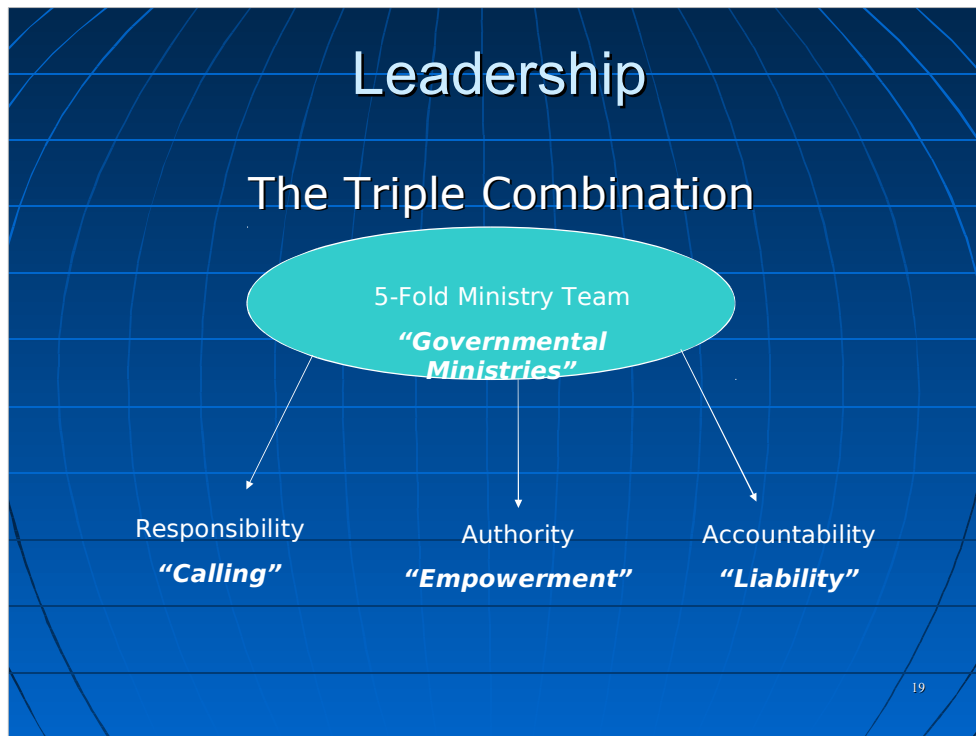 Leadership
The Triple Combination
5-Fold Ministry Team
“Governmental
Ministries”
Responsibility
“Calling”
Authority
“Empowerment”
Accountability
“Liability”
19